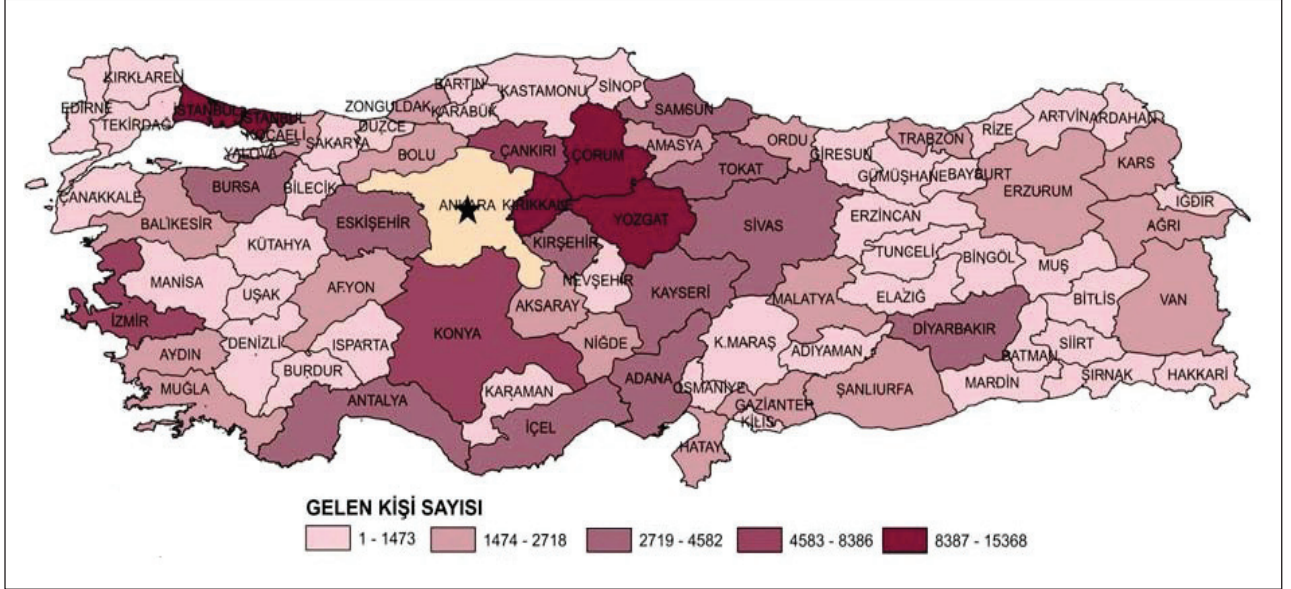 KIRKLARELİ
EDİRNE
TEKİRDAĞ
İSTANBUL
İSTANBUL
KOCAELİ
YALOVA
SAKARYA
DÜZCE
ZONGULDAK
BARTIN
KARABÜK
KASTAMONU
SİNOP
SAMSUN
ORDU
GİRESUN
TRABZON
RİZE
ARTVİN
ARDAHAN
ÇANAKKALE
BALIKESİR
BURSA
BİLECİK
BOLU
ÇANKIRI
ÇORUM
AMASYA
TOKAT
GÜMÜŞHANE
BAYBURT
ERZURUM
KARS
IĞDIR
AĞRI
KÜTAHYA
ESKİŞEHİR
ANKARA
KIRIKKALE
YOZGAT
SİVAS
ERZİNCAN
TUNCELİ
BİNGÖL
MUŞ
BİTLİS
VAN
MANİSA
UŞAK
AFYON
KIRŞEHİR
NEVŞEHİR
KAYSERİ
MALATYA
ELAZIĞ
İZMİR
KONYA
AKSARAY
DİYARBAKIR
AYDIN
DENİZLİ
ISPARTA
NİĞDE
K.MARAŞ
ADIYAMAN
BATMAN
SİİRT
MUĞLA
BURDUR
ANTALYA
KARAMAN
İÇEL
ADANA
OSMANİYE
GAZİANTEP
KİLİS
HATAY
ŞANLIURFA
MARDİN
ŞIRNAK
HAKKARİ
GELEN KİŞİ SAYISI
1 - 1473
1474 - 2718
2719 - 4582
4583 - 8386
8387 - 15368